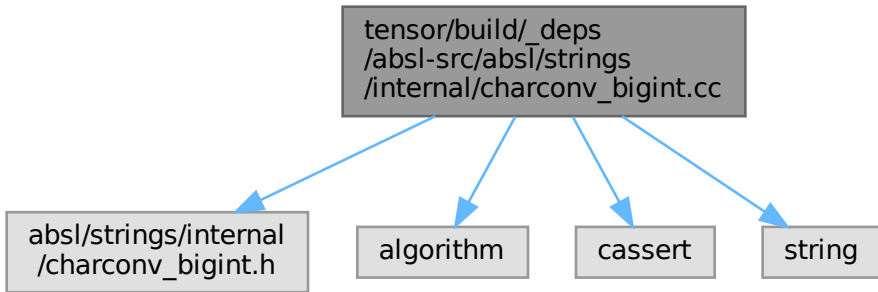 tensor/build/_deps
/absl-src/absl/strings
/internal/charconv_bigint.cc
absl/strings/internal
/charconv_bigint.h
algorithm
cassert
string